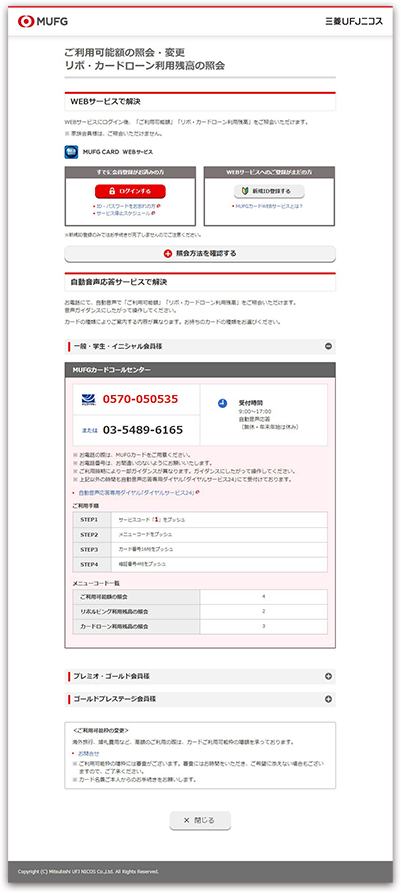 MUFG
三菱UFJニコス
ご利用可能額の照会・変更
リボ・カードローン利用残高の照会
WEBサービスで解決
WEBサービスにログイン後、「ご利用可能額」「リボ・カードローン利用残高」をご照会いただけます。
※ 家族会員様は、ご照会いただけません。
MUFG CARD WEBサービス
すでに会員登録がお済みの方
WEBサービスへのご登録がまだの方
ログインする
新規ID登録する
ID・パスワードをお忘れの方
サービス停止スケジュール
MUFGカードWEBサービスとは？
※新規ID登録のみではお手続きが完了しませんのでご注意ください。
照会方法を確認する
自動音声応答サービスで解決
お電話にて、自動音声で「ご利用可能額」「リボ・カードローン利用残高」をご照会いただけます。
音声ガイダンスにしたがって操作してください。
カードの種類によりご案内する内容が異なります。お持ちのカードの種類をお選びください。
一般・学生・イニシャル会員様
MUFGカードコールセンター
0570-050535
または 03-5489-6165
受付時間
9:00～17:00
自動音声応答
（無休・年末年始は休み）
※ お電話の際は、MUFGカードをご用意ください。
※ お電話番号は、お間違いのないようにお願いいたします。
※ ご利用時期により一部ガイダンスが異なります。ガイダンスにしたがって操作してください。
※ 上記以外の時間も自動音声応答専用ダイヤル「ダイヤルサービス24」にて受付けております。
自動音声応答専用ダイヤル「ダイヤルサービス24」
ご利用手順
STEP1 サービスコード「1」をプッシュ
STEP2 メニューコードをプッシュ
STEP3 カード番号16桁をプッシュ
STEP4 暗証番号4桁をプッシュ
メニューコード一覧
ご利用可能額の照会 4
リボルビング利用残高の照会 2
カードローン利用残高の照会 3
プレミオ・ゴールド会員様
ゴールドプレステージ会員様
<ご利用可能枠の変更>
海外旅行、婚礼費用など、高額のご利用の際は、カードご利用可能枠の増額を承っております。
お問合せ
※ ご利用可能枠の増枠には審査がございます。審査にはお時間をいただき、ご希望に添えない場合もござい
ますので、ご了承ください。
※ カード名義ご本人からのお手続きをお願いします。
× 閉じる
Copyright (C) Mitsubishi UFJ NICOS Co.,Ltd. All Rights Reserved.